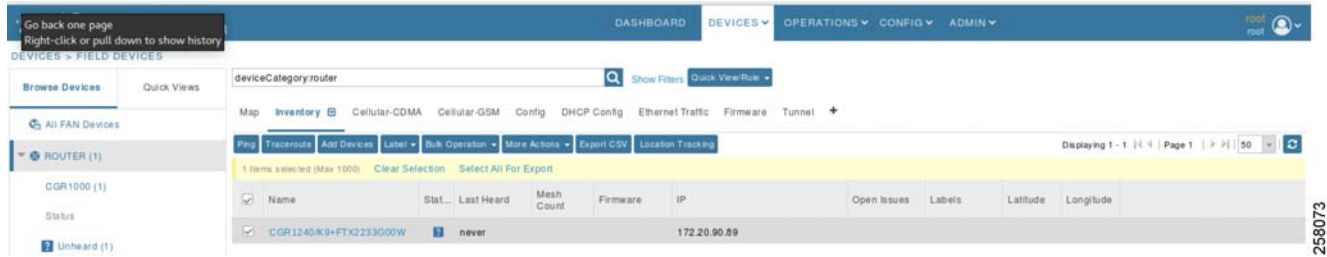 Go back one page
Right-click or pull down to show history
DASHBOARD DEVICES OPERATIONS CONFIG ADMIN
root
root
DEVICES > FIELD DEVICES
Browse Devices Quick Views
deviceCategory:router Show Filters Quick View/Rule
Map Inventory Cellular-CDMA Cellular-GSM Config DHCP Config Ethernet Traffic Firmware Tunnel +
All FAN Devices
Ping Traceroute Add Devices Label Bulk Operation More Actions Export CSV Location Tracking Displaying 1 - 1 Page 1 50
ROUTER (1)
1 Items selected (Max 1000) Clear Selection Select All For Export
CGR1000 (1)
Name Stat... Last Heard Mesh Count Firmware IP Open Issues Labels Latitude Longitude
Status
CGR1240/K9+FTX2233G00W ? never 172.20.90.89
? Unheard (1)
258073